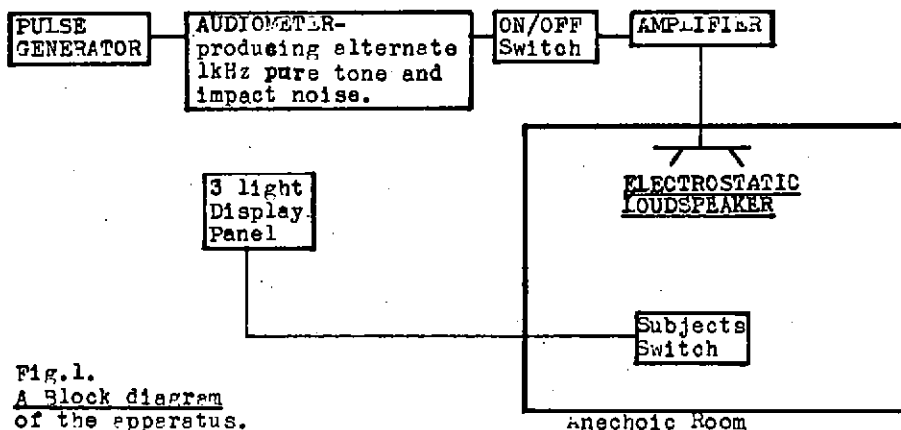 PULSE
GENERATOR
AUDIOMETER-
producing alternate
1kHz pure tone and
impact noise.
ON/OFF
Switch
AMPLIFIER
ELECTROSTATIC
LOUDSPEAKER
3 light
Display
Panel
Subjects
Switch
Fig.1.
A Block diagram
of the apparatus.
Anechoic Room